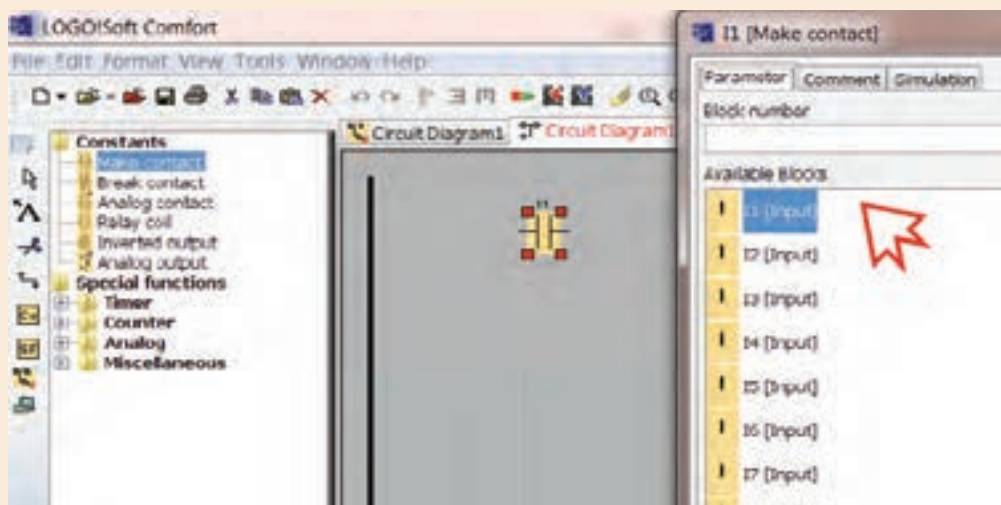 LOGO!Soft Comfort
File Edit Format View Tools Window Help
Constants
Make contact
Break contact
Analog contact
Relay coil
Inverted output
Analog output
Special functions
Timer
Counter
Analog
Miscellaneous
Circuit Diagram1
Circuit Diagram1
I1
I1 [Make contact]
Parameter Comment Simulation
Block number
Available Blocks
I I1 [Input]
I I2 [Input]
I I3 [Input]
I I4 [Input]
I I5 [Input]
I I6 [Input]
I I7 [Input]